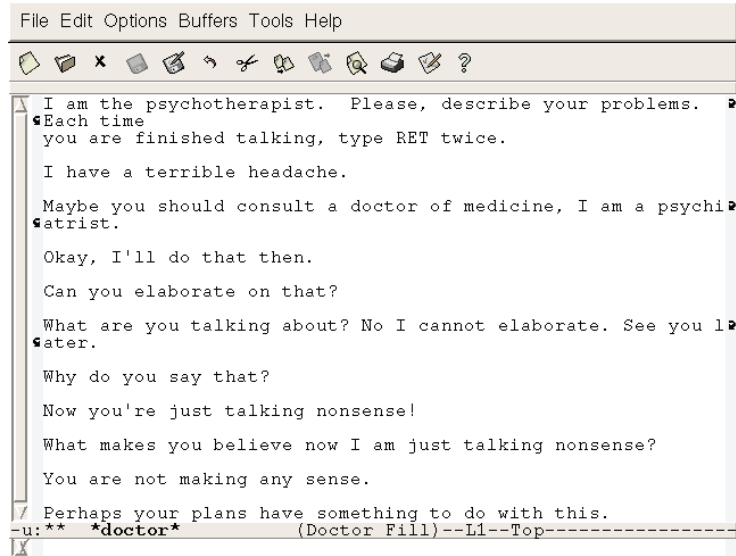 File Edit Options Buffers Tools Help
I am the psychotherapist.  Please, describe your problems.
Each time
you are finished talking, type RET twice.
I have a terrible headache.
Maybe you should consult a doctor of medicine, I am a psychi
atrist.
Okay, I'll do that then.
Can you elaborate on that?
What are you talking about? No I cannot elaborate. See you l
ater.
Why do you say that?
Now you're just talking nonsense!
What makes you believe now I am just talking nonsense?
You are not making any sense.
Perhaps your plans have something to do with this.
-u:**  *doctor*          (Doctor Fill)--L1--Top-----------------